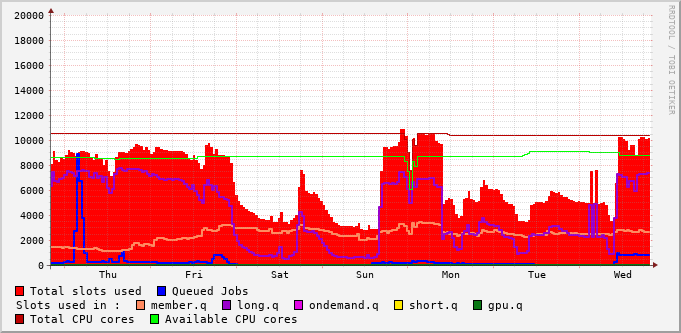 20000
18000
16000
14000
12000
10000
8000
6000
4000
2000
0
Thu Fri Sat Sun Mon Tue Wed
RRDTOOL / TOBI OETIKER
Total slots used Queued Jobs
Slots used in : member.q long.q ondemand.q short.q gpu.q
Total CPU cores Available CPU cores